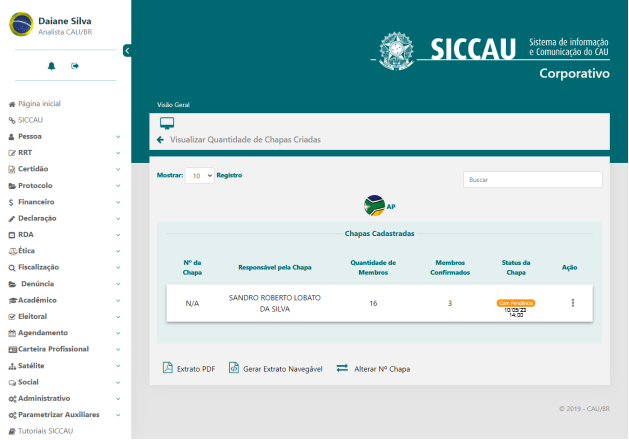 Daiane Silva
Analista CAU/BR
Página inicial
SICCAU
Pessoa
RRT
Certidão
Protocolo
Financeiro
Declaração
RDA
Ética
Fiscalização
Denúncia
Acadêmico
Eleitoral
Agendamento
Carteira Profissional
Satélite
Social
Administrativo
Parametrizar Auxiliares
Tutoriais SICCAU
SICCAU
Sistema de informação
e Comunicação do CAU
Corporativo
Visão Geral
Visualizar Quantidade de Chapas Criadas
Mostrar: 10 Registro
Buscar
AP
Chapas Cadastradas
Nº da
Chapa
Responsável pela Chapa
Quantidade de
Membros
Membros
Confirmados
Status da
Chapa
Ação
N/A
SANDRO ROBERTO LOBATO
DA SILVA
16
3
Com Pendência
10/05/23
14:00
Extrato PDF
Gerar Extrato Navegável
Alterar Nº Chapa
© 2019 - CAU/BR